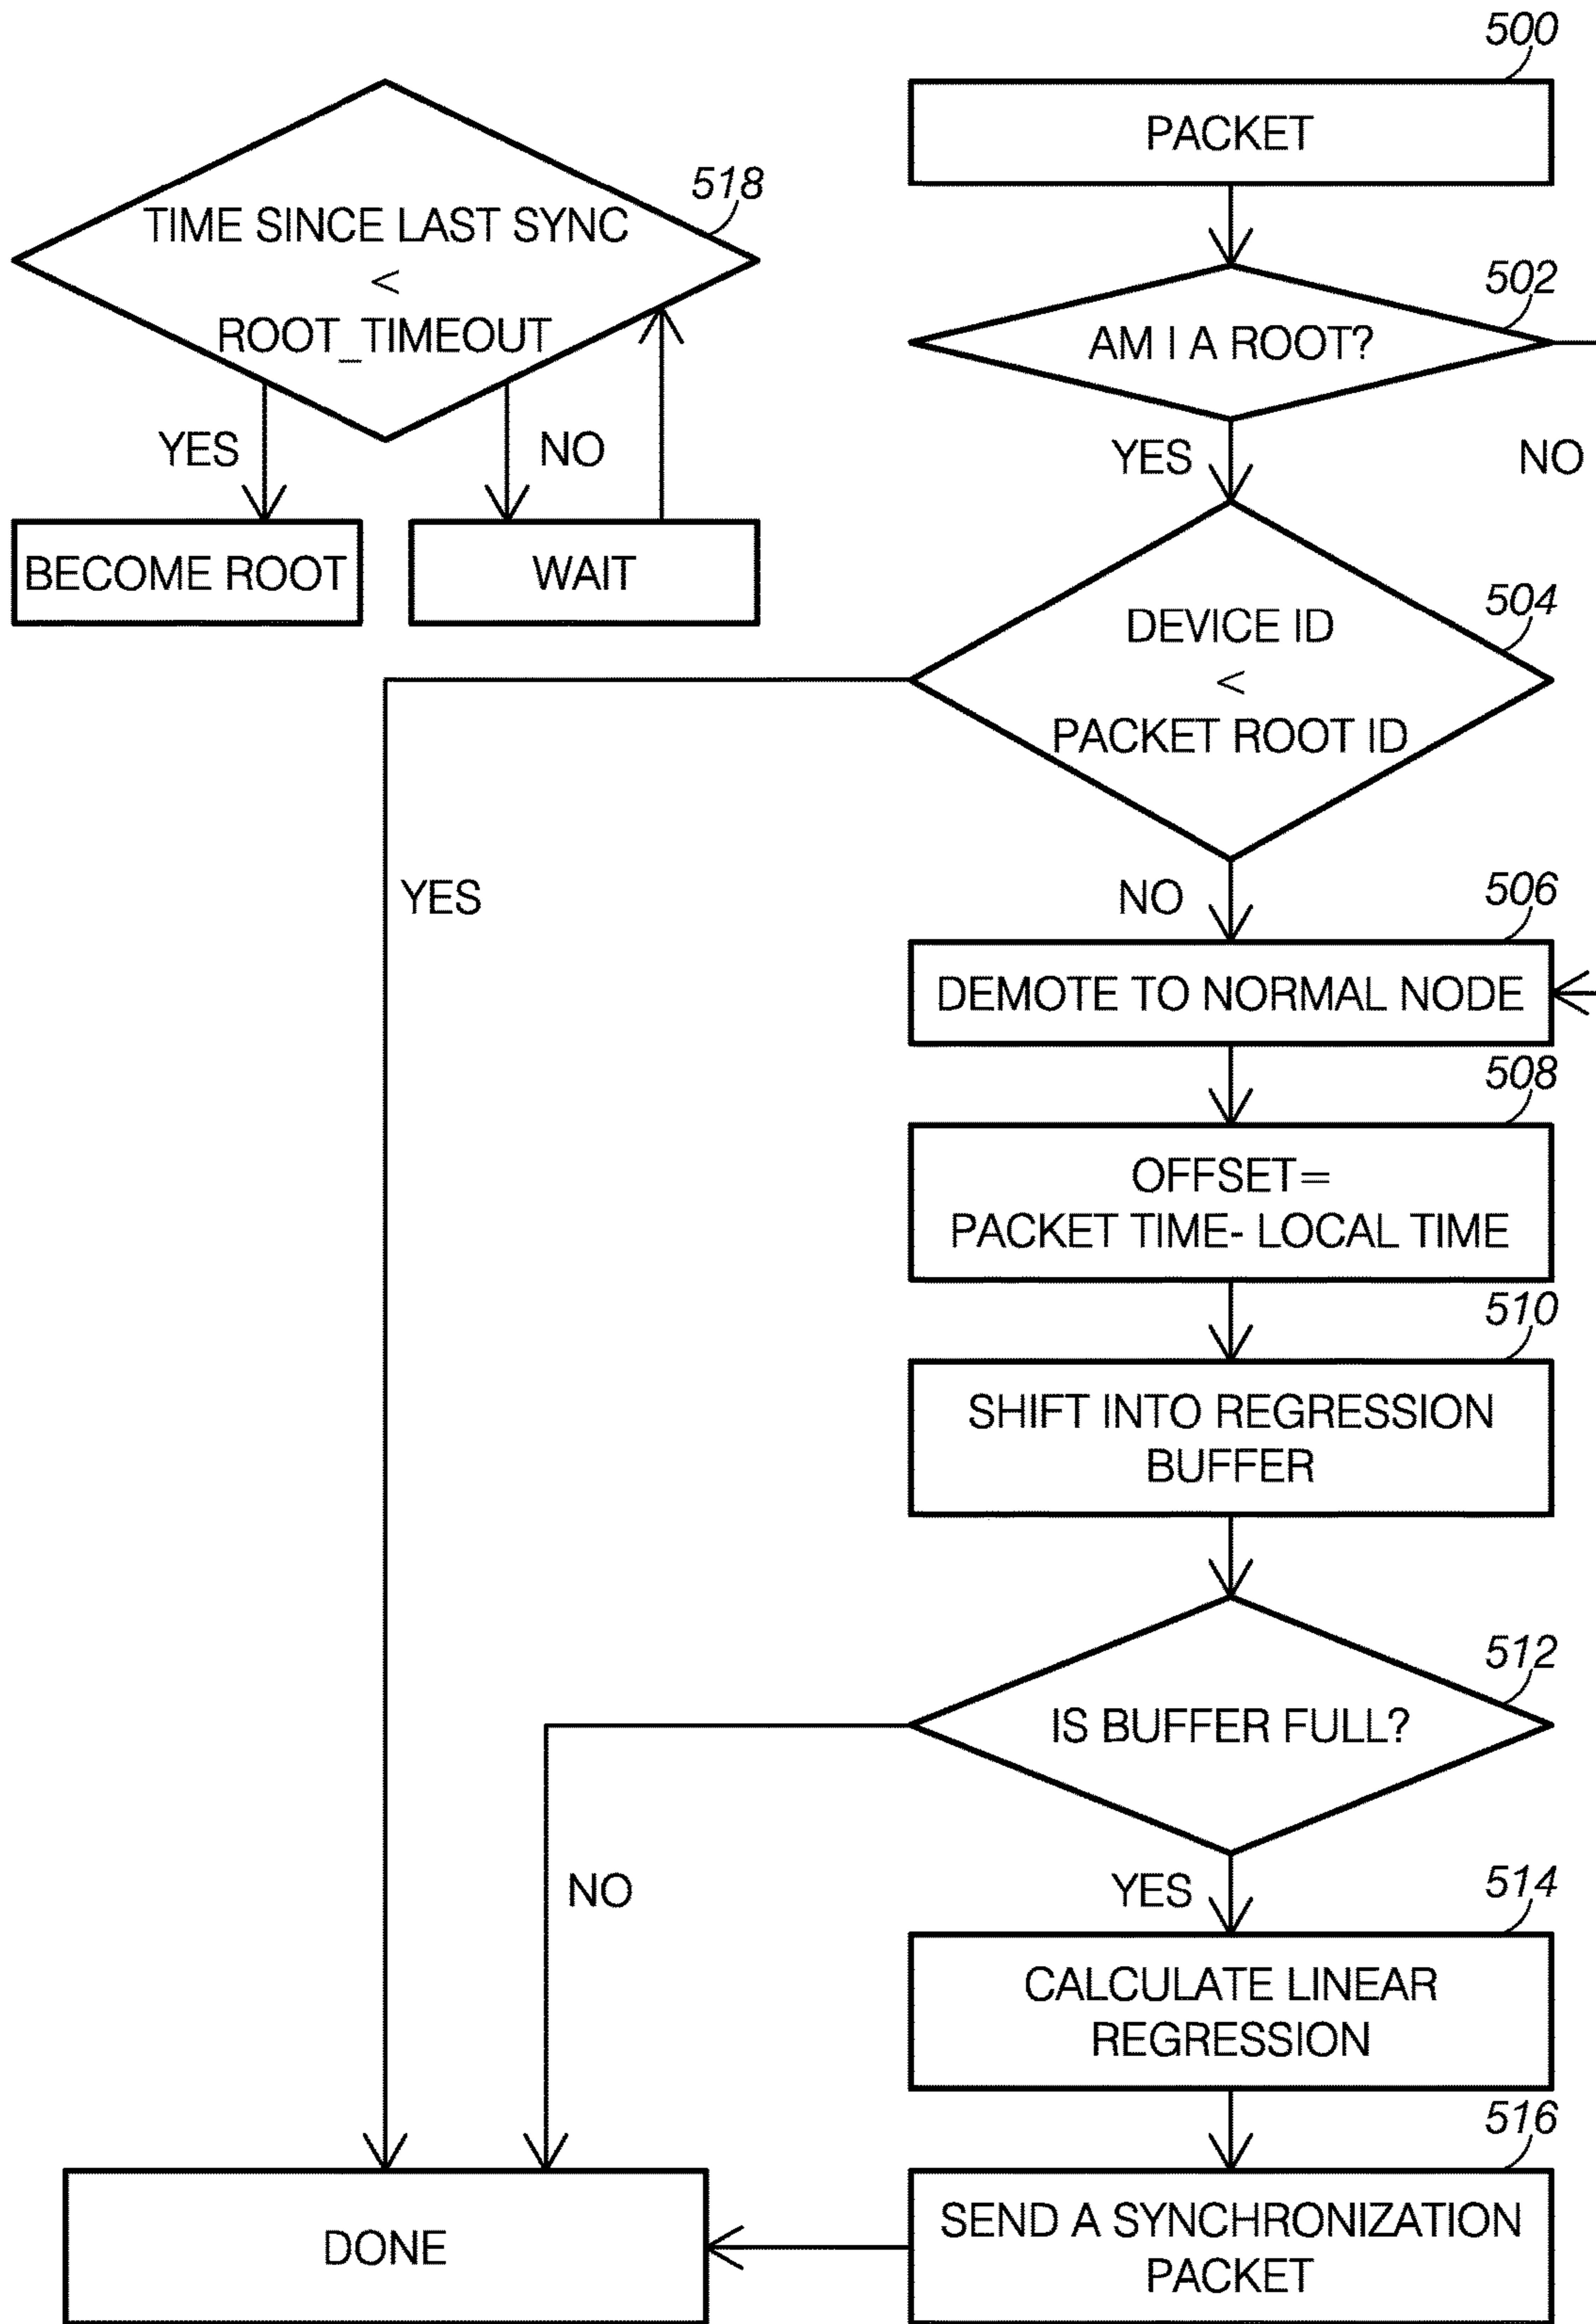 500
PACKET
518
TIME SINCE LAST SYNC
<
ROOT_TIMEOUT
YES
NO
BECOME ROOT
WAIT
502
AM I A ROOT?
YES
NO
504
DEVICE ID
<
PACKET ROOT ID
YES
NO
506
DEMOTE TO NORMAL NODE
508
OFFSET=
PACKET TIME- LOCAL TIME
510
SHIFT INTO REGRESSION
BUFFER
512
IS BUFFER FULL?
NO
YES
514
CALCULATE LINEAR
REGRESSION
516
SEND A SYNCHRONIZATION
PACKET
DONE